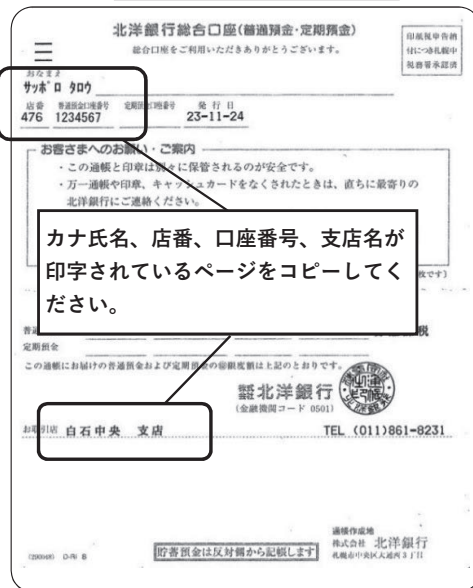 北洋銀行総合口座(普通預金・定期預金)
総合口座をご利用いただきありがとうございます。
印紙税申告納
付につき札幌中
税務署承認済
おなまえ
サッポロ タロウ
店番 普通預金口座番号 定期預金口座番号 発行日
476 1234567 23-11-24
お客さまへのお願い・ご案内
・この通帳と印章は別々に保管されるのが安全です。
・万一通帳や印章、キャッシュカードをなくされたときは、直ちに最寄りの
北洋銀行にご連絡ください。
カナ氏名、店番、口座番号、支店名が
印字されているページをコピーしてく
ださい。
定期預金
この通帳にお届けの普通預金および定期預金の限度額は上記のとおりです。
株式会社 北洋銀行
(金融機関コード 0501)
お取引店 白石中央 支店 TEL (011)861-8231
貯蓄預金は反対側から記帳します
通帳作成地
株式会社 北洋銀行
札幌市中央区大通西3丁目